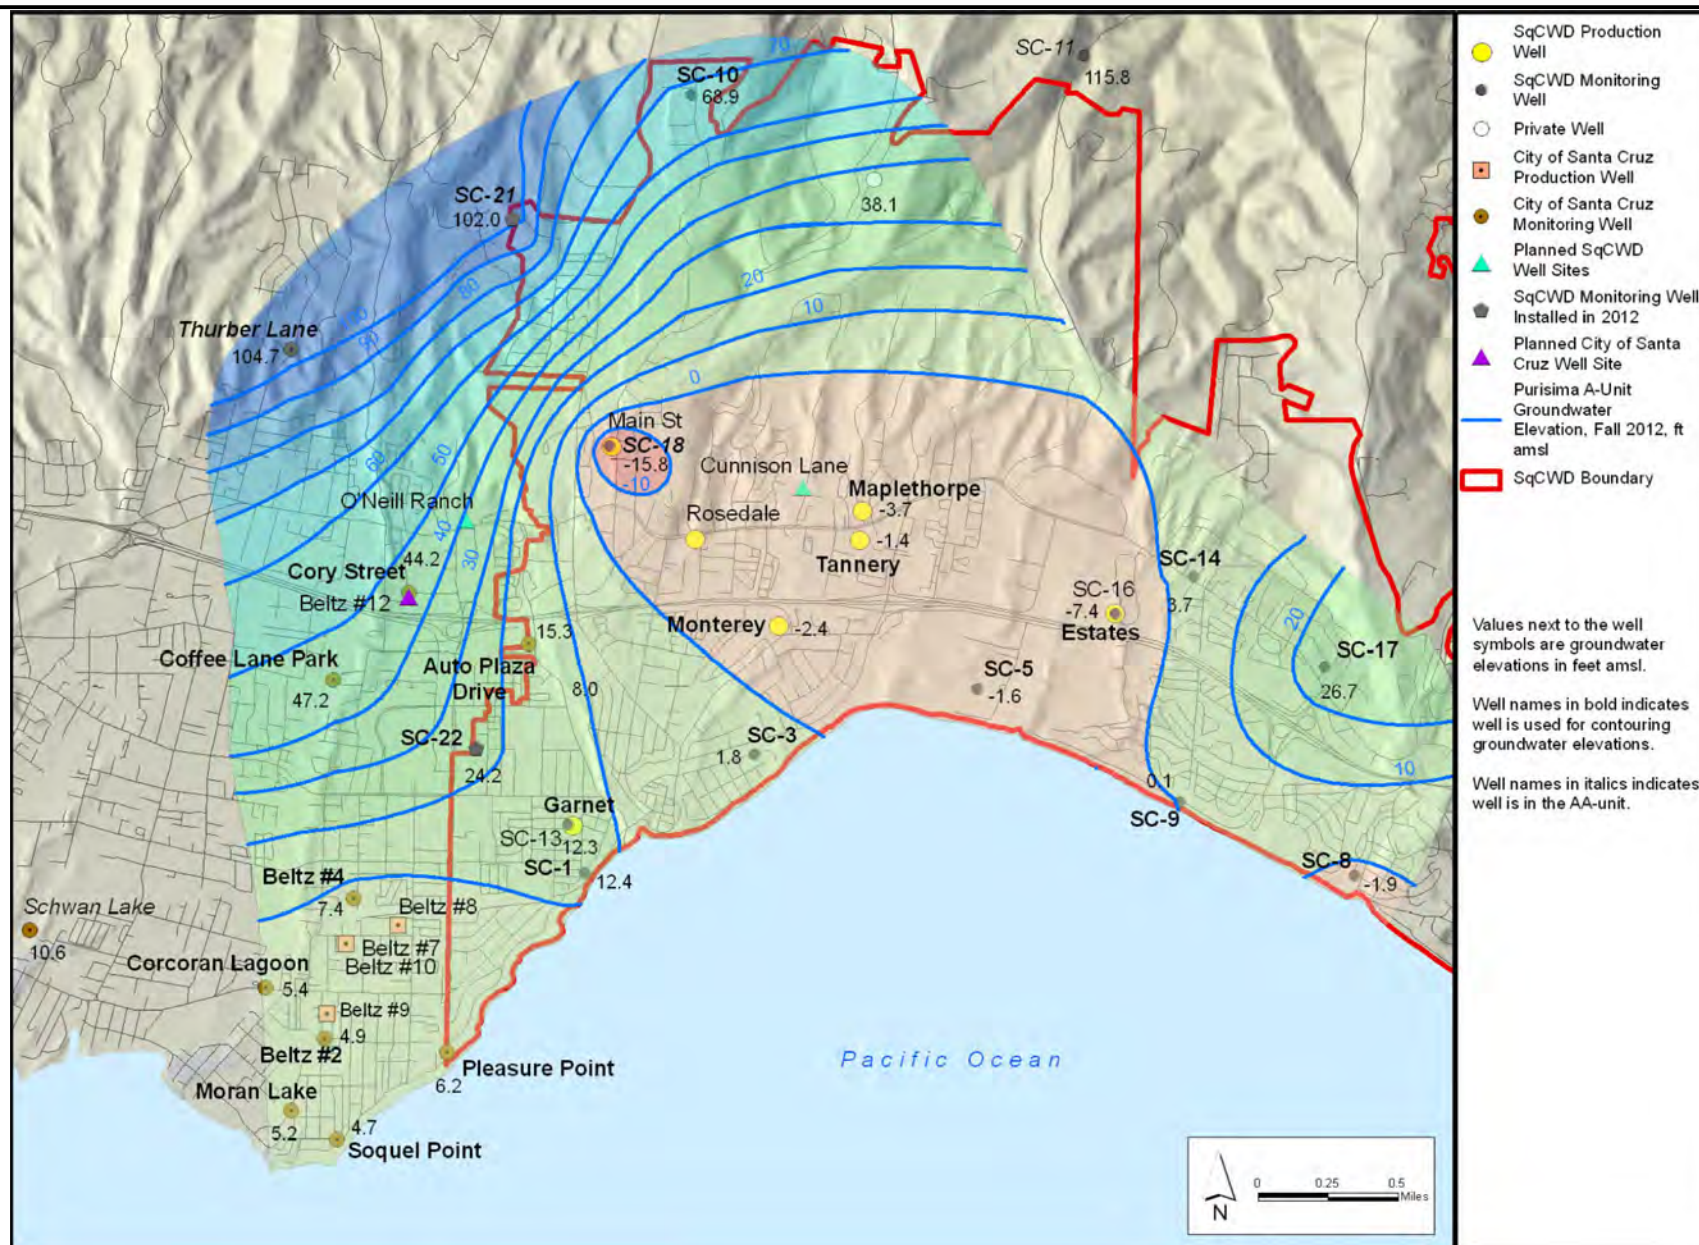 70
SC-11
115.8
SC-10
68.9
SC-21
102.0
38.1
20
10
0
80
100
90
Thurber Lane
104.7
60
50
40
30
O'Neill Ranch
44.2
Cory Street
Beltz #12
Main St
SC-18
-15.8
-10
Cunnison Lane
Maplethorpe
-3.7
Rosedale
-1.4
Tannery
Monterey
-2.4
SC-14
3.7
SC-16
-7.4
Estates
20
SC-17
26.7
10
15.3
Auto Plaza
Drive
8.0
Coffee Lane Park
47.2
SC-22
24.2
SC-5
-1.6
SC-3
1.8
0.1
SC-9
SC-8
-1.9
Garnet
SC-13
12.3
SC-1
12.4
Beltz #4
7.4
Beltz #8
Beltz #7
Beltz #10
Schwan Lake
10.6
Corcoran Lagoon
5.4
Beltz #9
4.9
Beltz #2
Pleasure Point
6.2
Moran Lake
5.2
4.7
Soquel Point
Pacific Ocean
N
0 0.25 0.5
Miles
SqCWD Production
Well
SqCWD Monitoring
Well
Private Well
City of Santa Cruz
Production Well
City of Santa Cruz
Monitoring Well
Planned SqCWD
Well Sites
SqCWD Monitoring Well
Installed in 2012
Planned City of Santa
Cruz Well Site
Purisima A-Unit
Groundwater
Elevation, Fall 2012, ft
amsl
SqCWD Boundary
Values next to the well
symbols are groundwater
elevations in feet amsl.
Well names in bold indicates
well is used for contouring
groundwater elevations.
Well names in italics indicates
well is in the AA-unit.